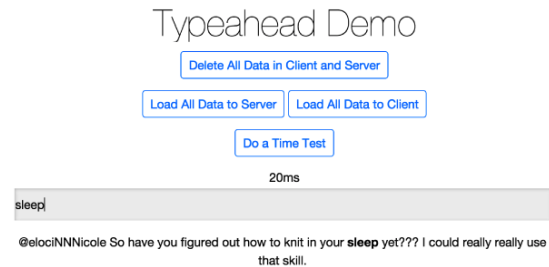 Typeahead Demo
Delete All Data in Client and Server
Load All Data to Server Load All Data to Client
Do a Time Test
20ms
sleep
@elociNNNicole So have you figured out how to knit in your sleep yet??? I could really really use
that skill.